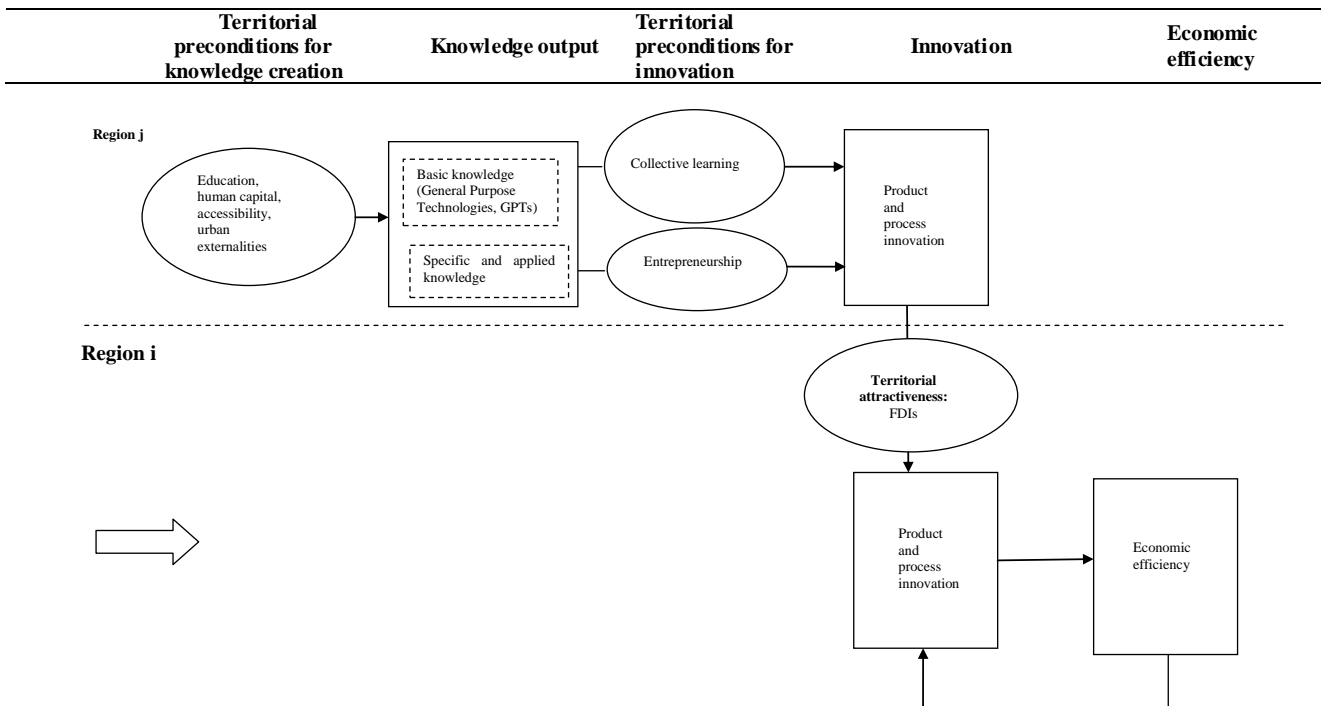 Territorial
preconditions for
knowledge creation
Knowledge output
Territorial
preconditions for
innovation
Innovation
Economic
efficiency
Region j
Education,
human capital,
accessibility,
urban
externalities
Basic knowledge
(General Purpose
Technologies, GPTs)
Specific and applied
knowledge
Collective learning
Entrepreneurship
Product
and
process
innovation
Region i
Territorial
attractiveness:
FDIs
Product
and
process
innovation
Economic
efficiency